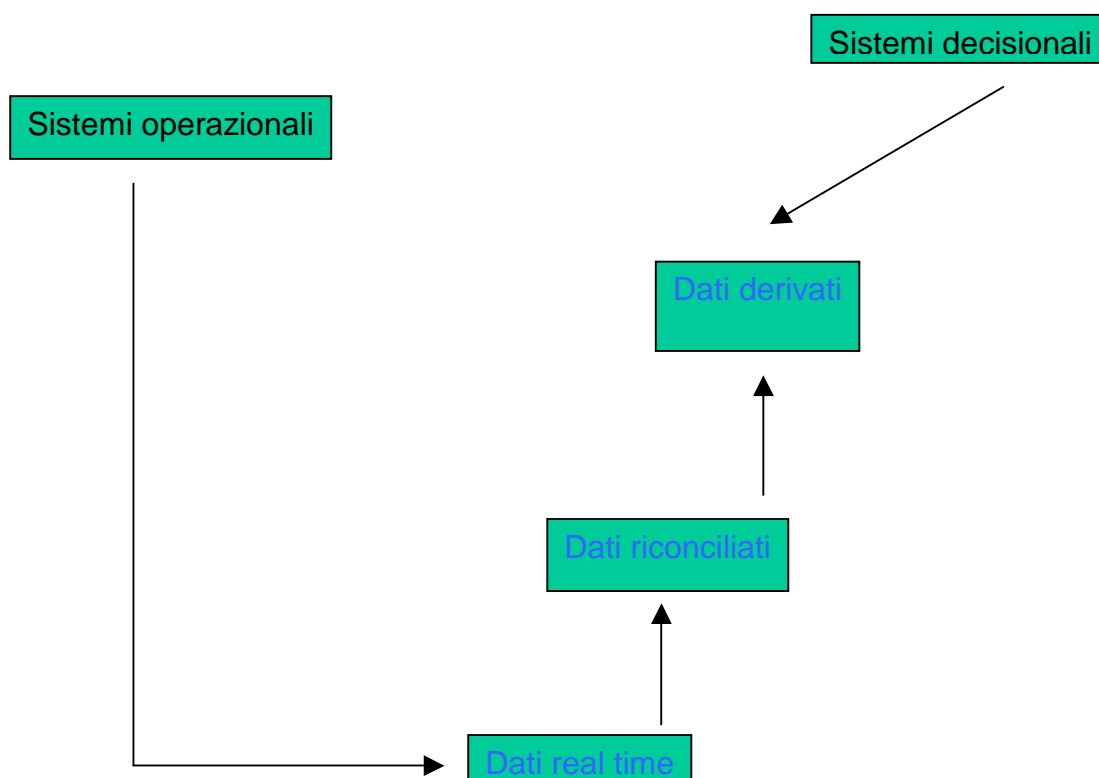 Sistemi decisionali
Sistemi operazionali
Dati derivati
Dati riconciliati
Dati real time